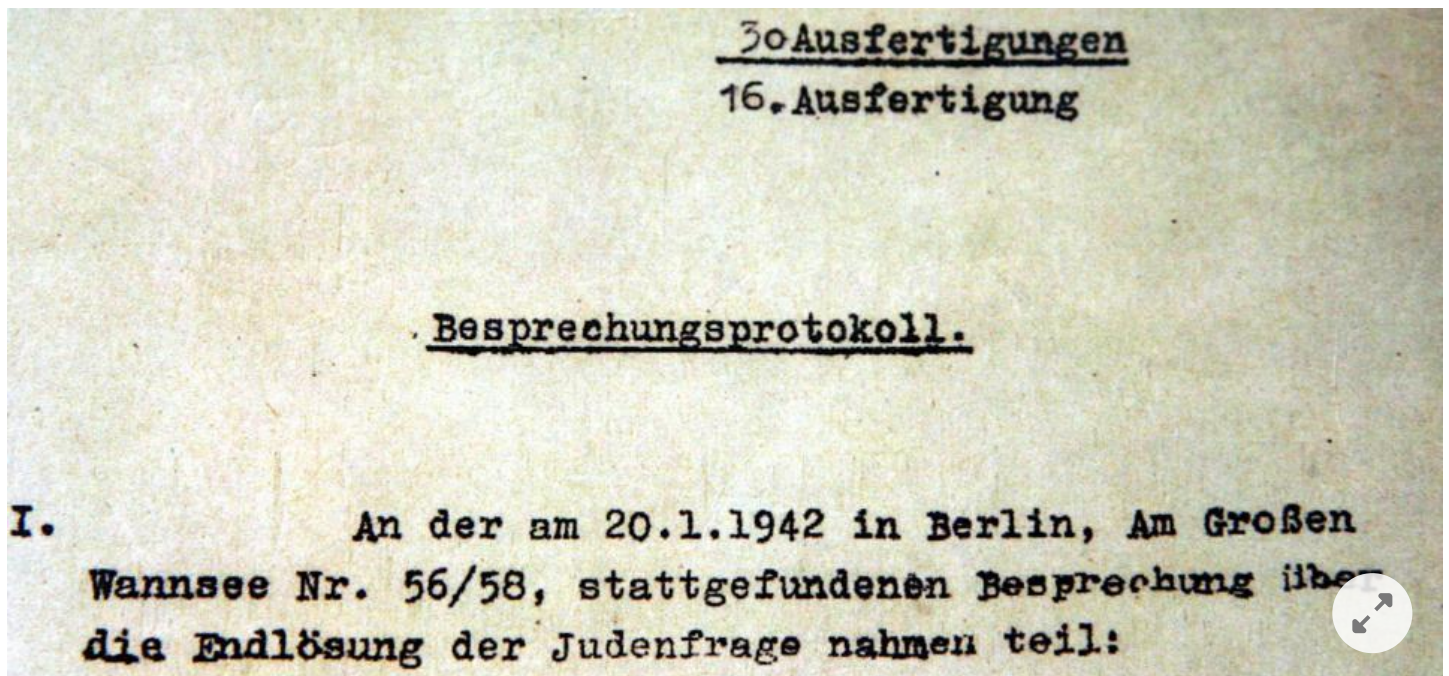 30 Ausfertigungen
16. Ausfertigung
Besprechungsprotokoll.
I. An der am 20.1.1942 in Berlin, Am Großen
Wannsee Nr. 56/58, stattgefundenen Besprechung über
die Endlösung der Judenfrage nahmen teil: